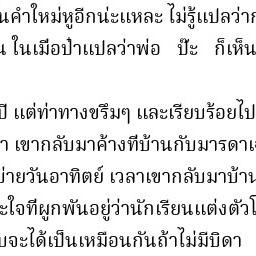 นคำใหม่หูอีกน่ะแหละ ไม่รู้แปลว่า
น ในเมื่อป๋าแปลว่าพ่อ ป๊ะ ก็เห็น
ปี แต่ท่าทางขรึมๆ และเรียบร้อยไป
า เขากลับมาค้างที่บ้านกับมารดา
บ่ายวันอาทิตย์ เวลาเขากลับมาบ้าน
ะใจที่ผูกพันอยู่ว่านักเรียนแต่งตัว
บจะได้เป็นเหมือนกันถ้าไม่มีบิดา